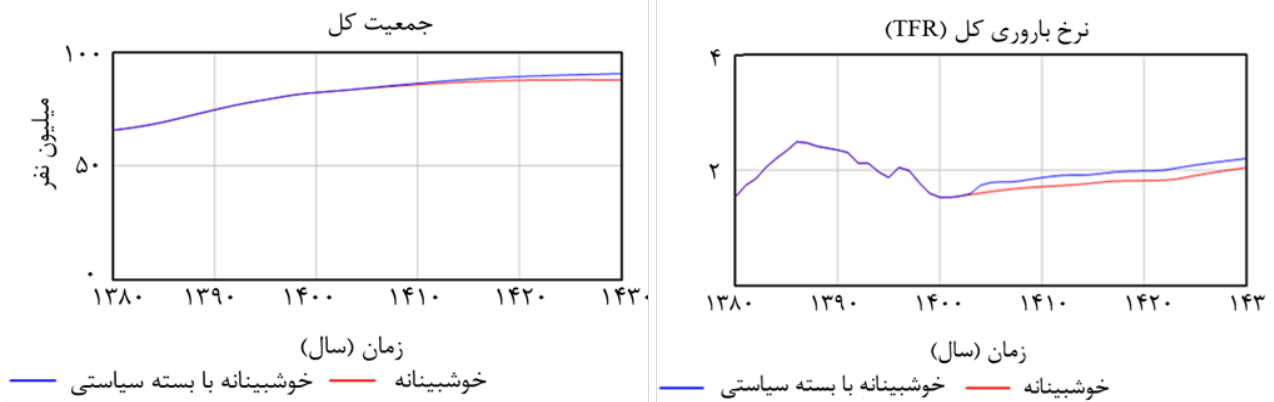 جمعیت کل
۱۰۰
۵۰
۰
میلیون نفر
۱۳۸۰ ۱۳۹۰ ۱۴۰۰ ۱۴۱۰ ۱۴۲۰ ۱۴۳۰
زمان (سال)
خوشبینانه با بسته سیاستی خوشبینانه
نرخ باروری کل (TFR)
۴
۲
۱۳۸۰ ۱۳۹۰ ۱۴۰۰ ۱۴۱۰ ۱۴۲۰ ۱۴۳
زمان (سال)
خوشبینانه با بسته سیاستی خوشبینانه